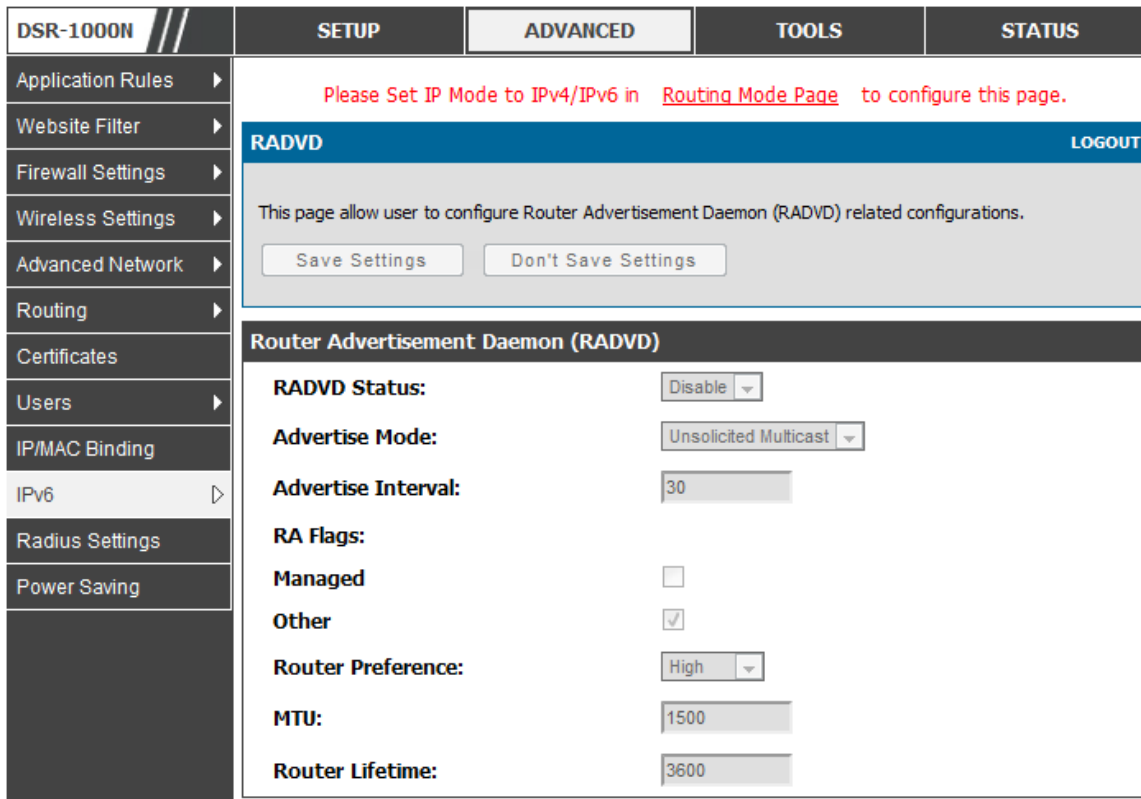 DSR-1000N SETUP ADVANCED TOOLS STATUS
Application Rules
Website Filter
Firewall Settings
Wireless Settings
Advanced Network
Routing
Certificates
Users
IP/MAC Binding
IPv6
Radius Settings
Power Saving
Please Set IP Mode to IPv4/IPv6 in Routing Mode Page to configure this page.
RADVD LOGOUT
This page allow user to configure Router Advertisement Daemon (RADVD) related configurations.
Save Settings Don't Save Settings
Router Advertisement Daemon (RADVD)
RADVD Status: Disable
Advertise Mode: Unsolicited Multicast
Advertise Interval: 30
RA Flags:
Managed
Other
Router Preference: High
MTU: 1500
Router Lifetime: 3600